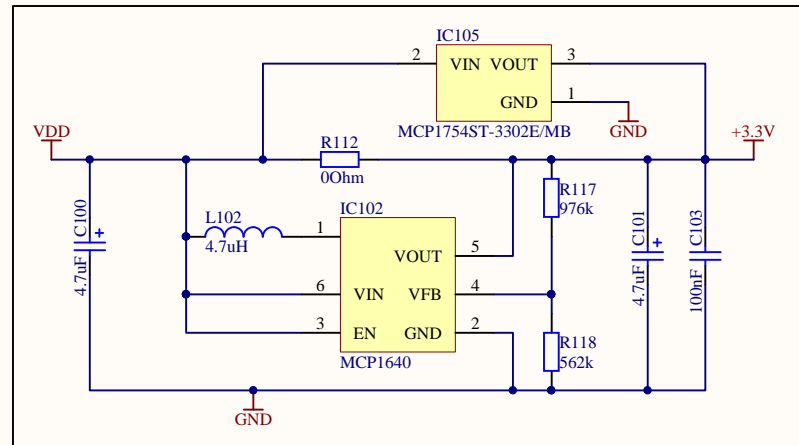 IC105
2
VIN
VOUT
3
GND
1
MCP1754ST-3302E/MB
GND
VDD
+3.3V
R112
0Ohm
R117
976k
C100
4.7uF
L102
4.7uH
IC102
1
VOUT
5
6
VIN
VFB
4
3
EN
GND
2
MCP1640
R118
562k
C101
4.7uF
C103
100nF
GND